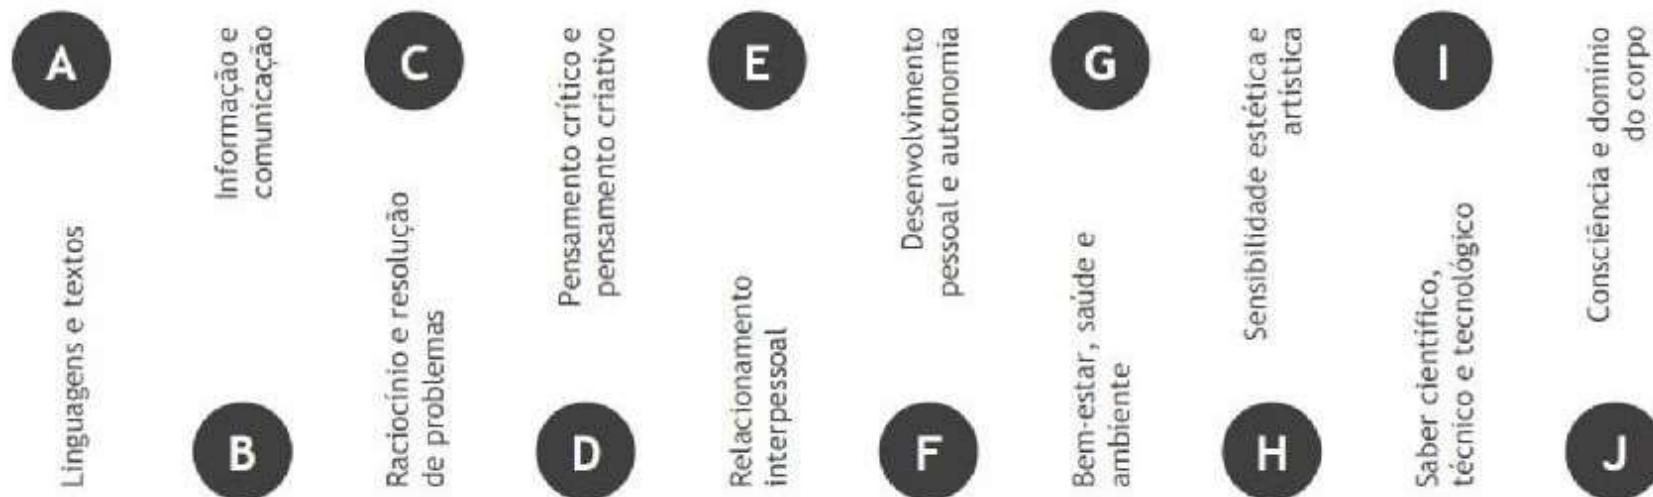 A
Linguagens e textos
Informação e
comunicação
B
C
Raciocínio e resolução
de problemas
Pensamento crítico e
pensamento criativo
D
E
Relacionamento
interpessoal
Desenvolvimento
pessoal e autonomia
F
G
Bem-estar, saúde e
ambiente
Sensibilidade estética e
artística
H
I
Saber científico,
técnico e tecnológico
Consciência e domínio
do corpo
J